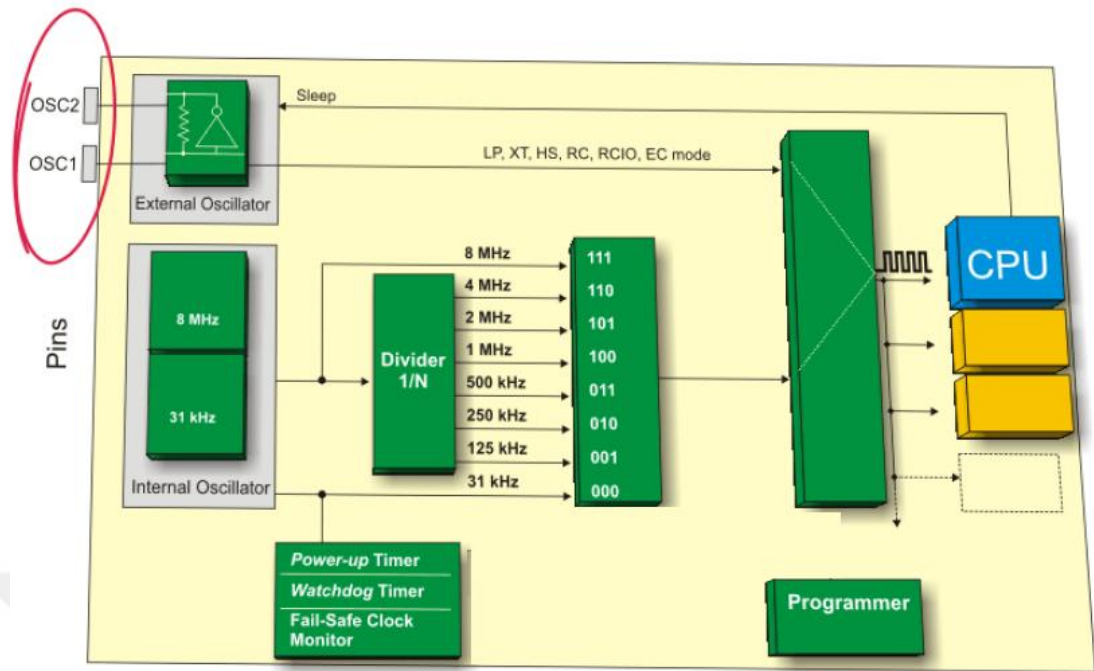 OSC2
OSC1
Pins
Sleep
LP, XT, HS, RC, RCIO, EC mode
External Oscillator
8 MHz
31 kHz
Internal Oscillator
Divider
1/N
8 MHz
4 MHz
2 MHz
1 MHz
500 kHz
250 kHz
125 kHz
31 kHz
111
110
101
100
011
010
001
000
CPU
Power-up Timer
Watchdog Timer
Fail-Safe Clock
Monitor
Programmer